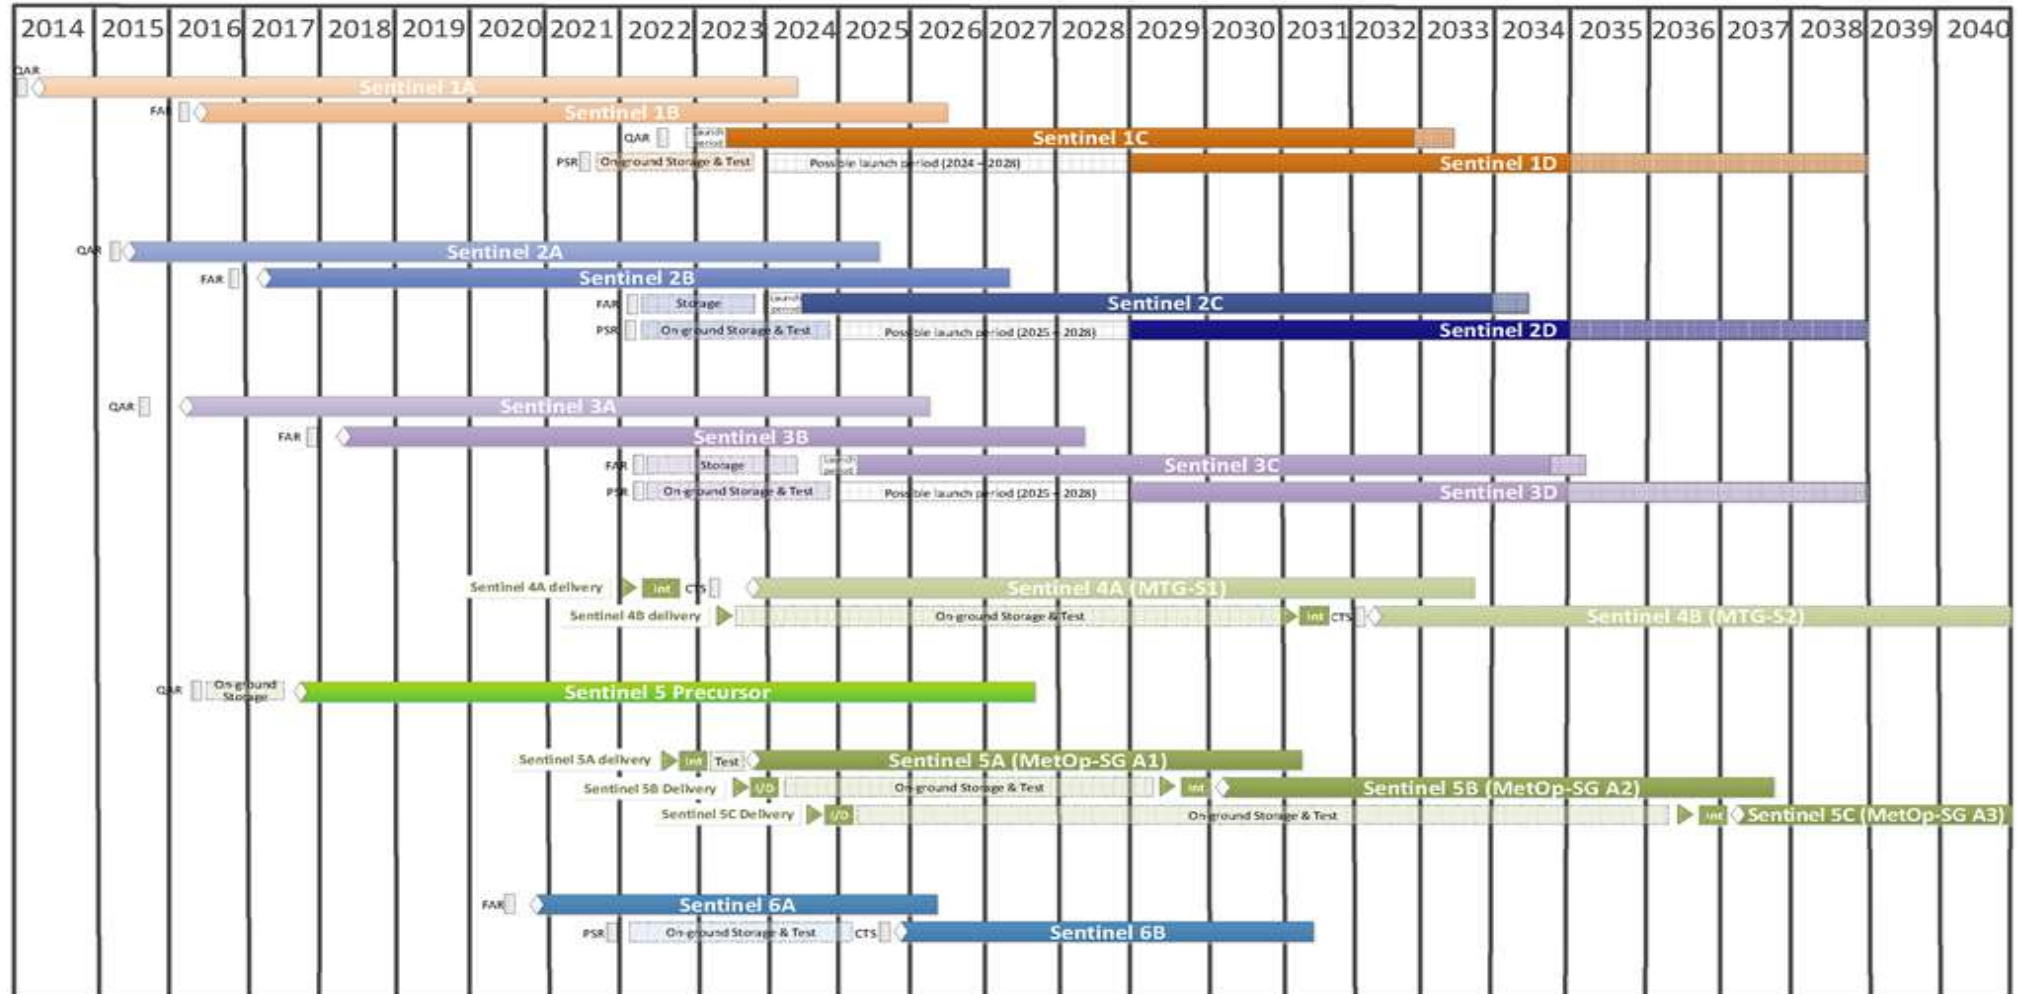 2014 2015 2016 2017 2018 2019 2020 2021 2022 2023 2024 2025 2026 2027 2028 2029 2030 2031 2032 2033 2034 2035 2036 2037 2038 2039 2040
QAR
Sentinel 1A
FAR Sentinel 1B
QAR Launch period Sentinel 1C
PSR On-ground Storage & Test Possible launch period (2024 – 2028) Sentinel 1D
QAR Sentinel 2A
FAR Sentinel 2B
FAR Storage Launch period Sentinel 2C
PSR On-ground Storage & Test Possible launch period (2025 – 2028) Sentinel 2D
QAR Sentinel 3A
FAR Sentinel 3B
FAR Storage Launch period Sentinel 3C
PSR On-ground Storage & Test Possible launch period (2025 – 2028) Sentinel 3D
Sentinel 4A delivery Int CTS Sentinel 4A (MTG-S1)
Sentinel 4B delivery On-ground Storage & Test Int CTS Sentinel 4B (MTG-S2)
QAR On-ground Storage Sentinel 5 Precursor
Sentinel 5A delivery Int Test Sentinel 5A (MetOp-SG A1)
Sentinel 5B Delivery I/D On-ground Storage & Test Int Sentinel 5B (MetOp-SG A2)
Sentinel 5C Delivery I/D On-ground Storage & Test Int Sentinel 5C (MetOp-SG A3)
FAR Sentinel 6A
PSR On-ground Storage & Test CTS Sentinel 6B